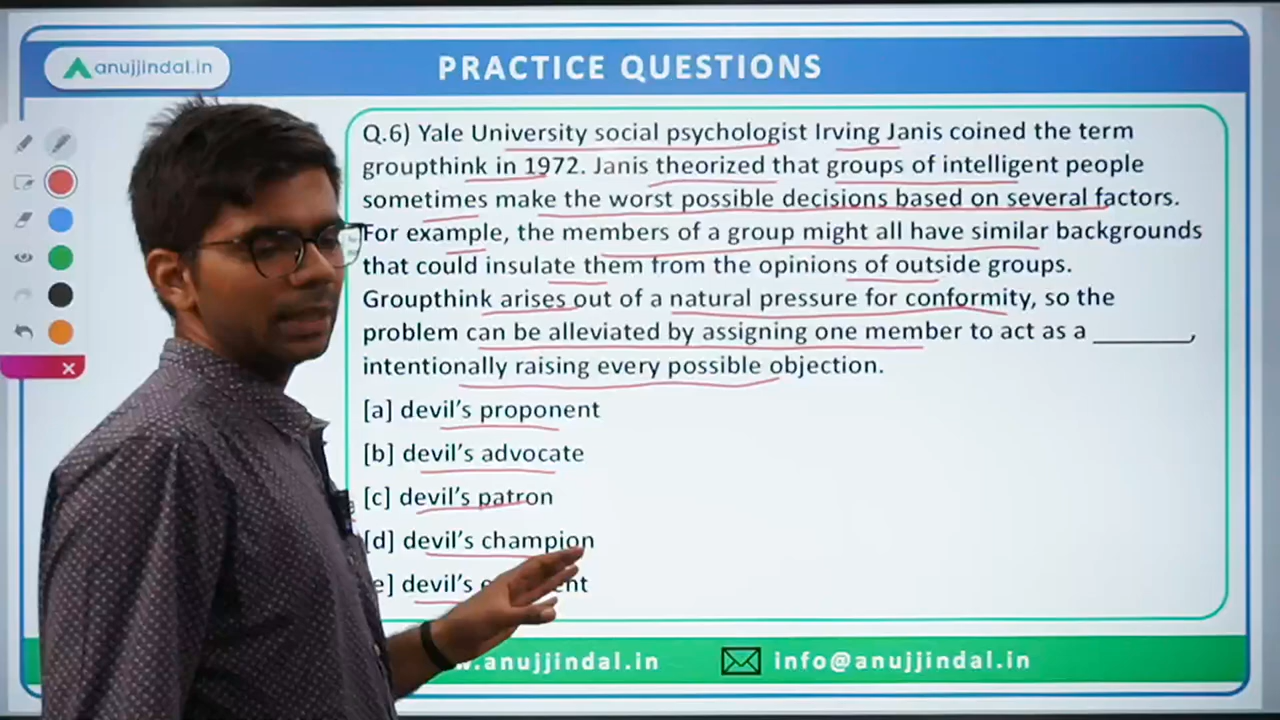 anujjindal.in
PRACTICE QUESTIONS
Q.6) Yale University social psychologist Irving Janis coined the term
groupthink in 1972. Janis theorized that groups of intelligent people
sometimes make the worst possible decisions based on several factors.
For example, the members of a group might all have similar backgrounds
that could insulate them from the opinions of outside groups.
Groupthink arises out of a natural pressure for conformity, so the
problem can be alleviated by assigning one member to act as a ________,
intentionally raising every possible objection.
[a] devil's proponent
[b] devil's advocate
[c] devil's patron
[d] devil's champion
e] devil's
.anujjindal.in
info@anujjindal.in